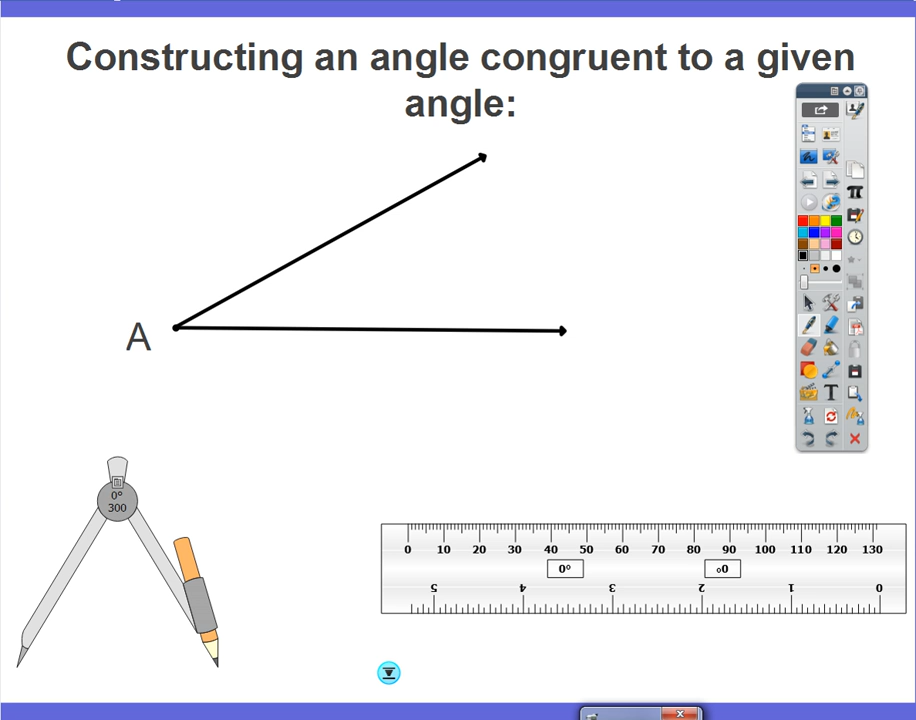 Constructing an angle congruent to a given
angle:
A
0°
300
0 10 20 30 40 50 60 70 80 90 100 110 120 130
0° 0°
5 4 3 2 1 0
π
T